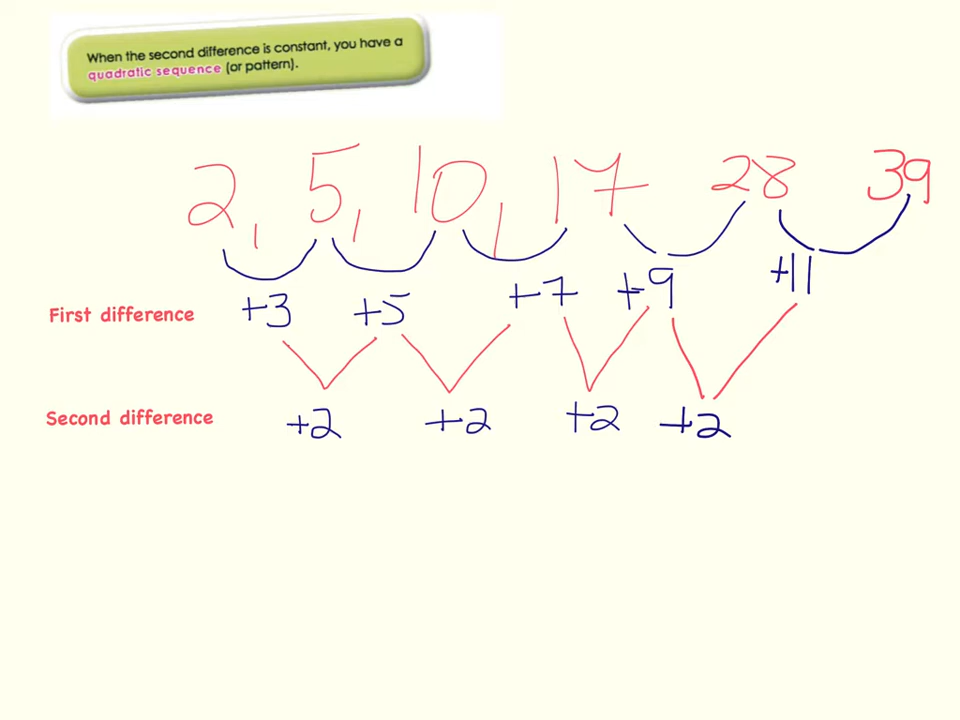 When the second difference is constant, you have a
quadratic sequence (or pattern).
2, 5, 10, 17 28 39
First difference +3 +5 +7 +9 +11
Second difference +2 +2 +2 +2